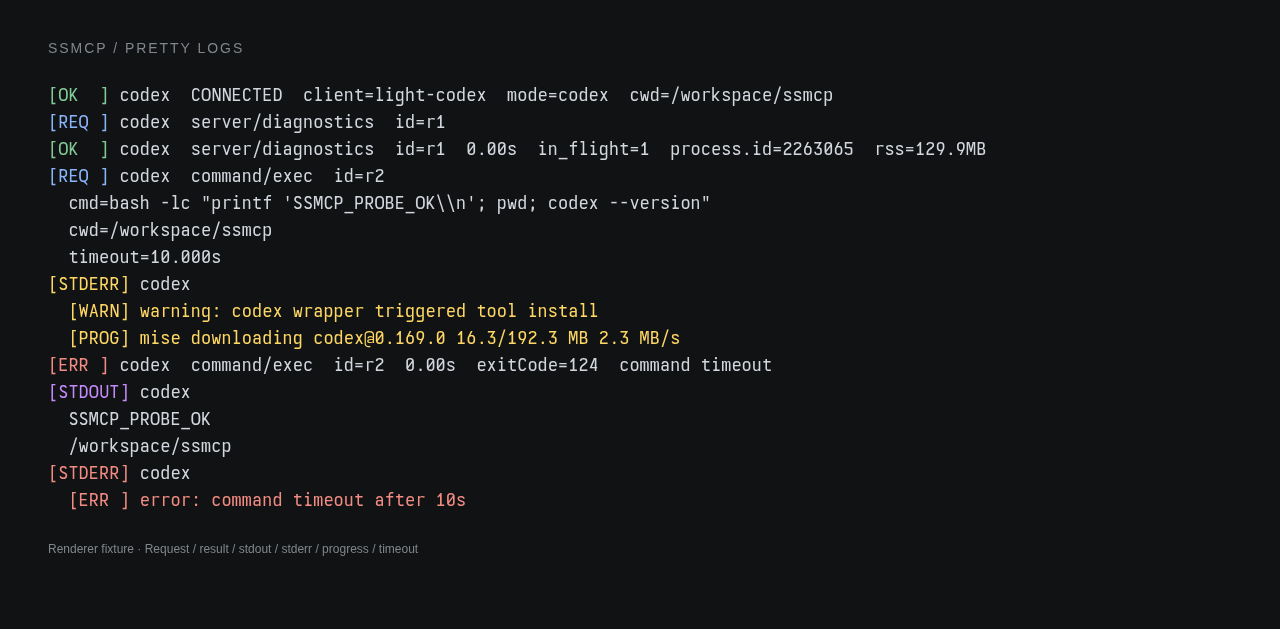 SSMCP / PRETTY LOGS
[OK  ] codex  CONNECTED  client=light-codex  mode=codex  cwd=/workspace/ssmcp
[REQ ] codex  server/diagnostics  id=r1
[OK  ] codex  server/diagnostics  id=r1  0.00s  in_flight=1  process.id=2263065  rss=129.9MB
[REQ ] codex  command/exec  id=r2
  cmd=bash -lc "printf 'SSMCP_PROBE_OK\\n'; pwd; codex --version"
  cwd=/workspace/ssmcp
  timeout=10.000s
[STDERR] codex
  [WARN] warning: codex wrapper triggered tool install
  [PROG] mise downloading codex@0.169.0 16.3/192.3 MB 2.3 MB/s
[ERR ] codex  command/exec  id=r2  0.00s  exitCode=124  command timeout
[STDOUT] codex
  SSMCP_PROBE_OK
  /workspace/ssmcp
[STDERR] codex
  [ERR ] error: command timeout after 10s
Renderer fixture · Request / result / stdout / stderr / progress / timeout